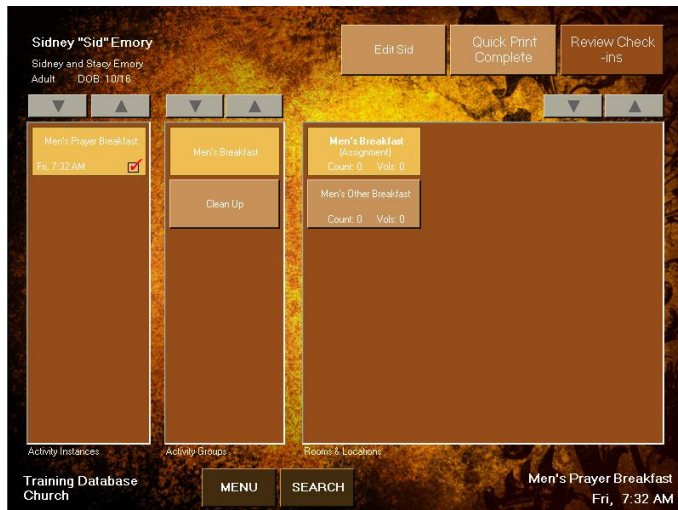 Sidney "Sid" Emory
Sidney and Stacy Emory
Adult DOB: 10/16
Edit Sid
Quick Print
Complete
Review Check
-ins
Men's Prayer Breakfast
Fri, 7:32 AM
Men's Breakfast
Clean Up
Men's Breakfast
(Assignment)
Count: 0 Vols: 0
Men's Other Breakfast
Count: 0 Vols: 0
Activity Instances
Activity Groups
Rooms & Locations
Training Database
Church
MENU
SEARCH
Men's Prayer Breakfast
Fri, 7:32 AM